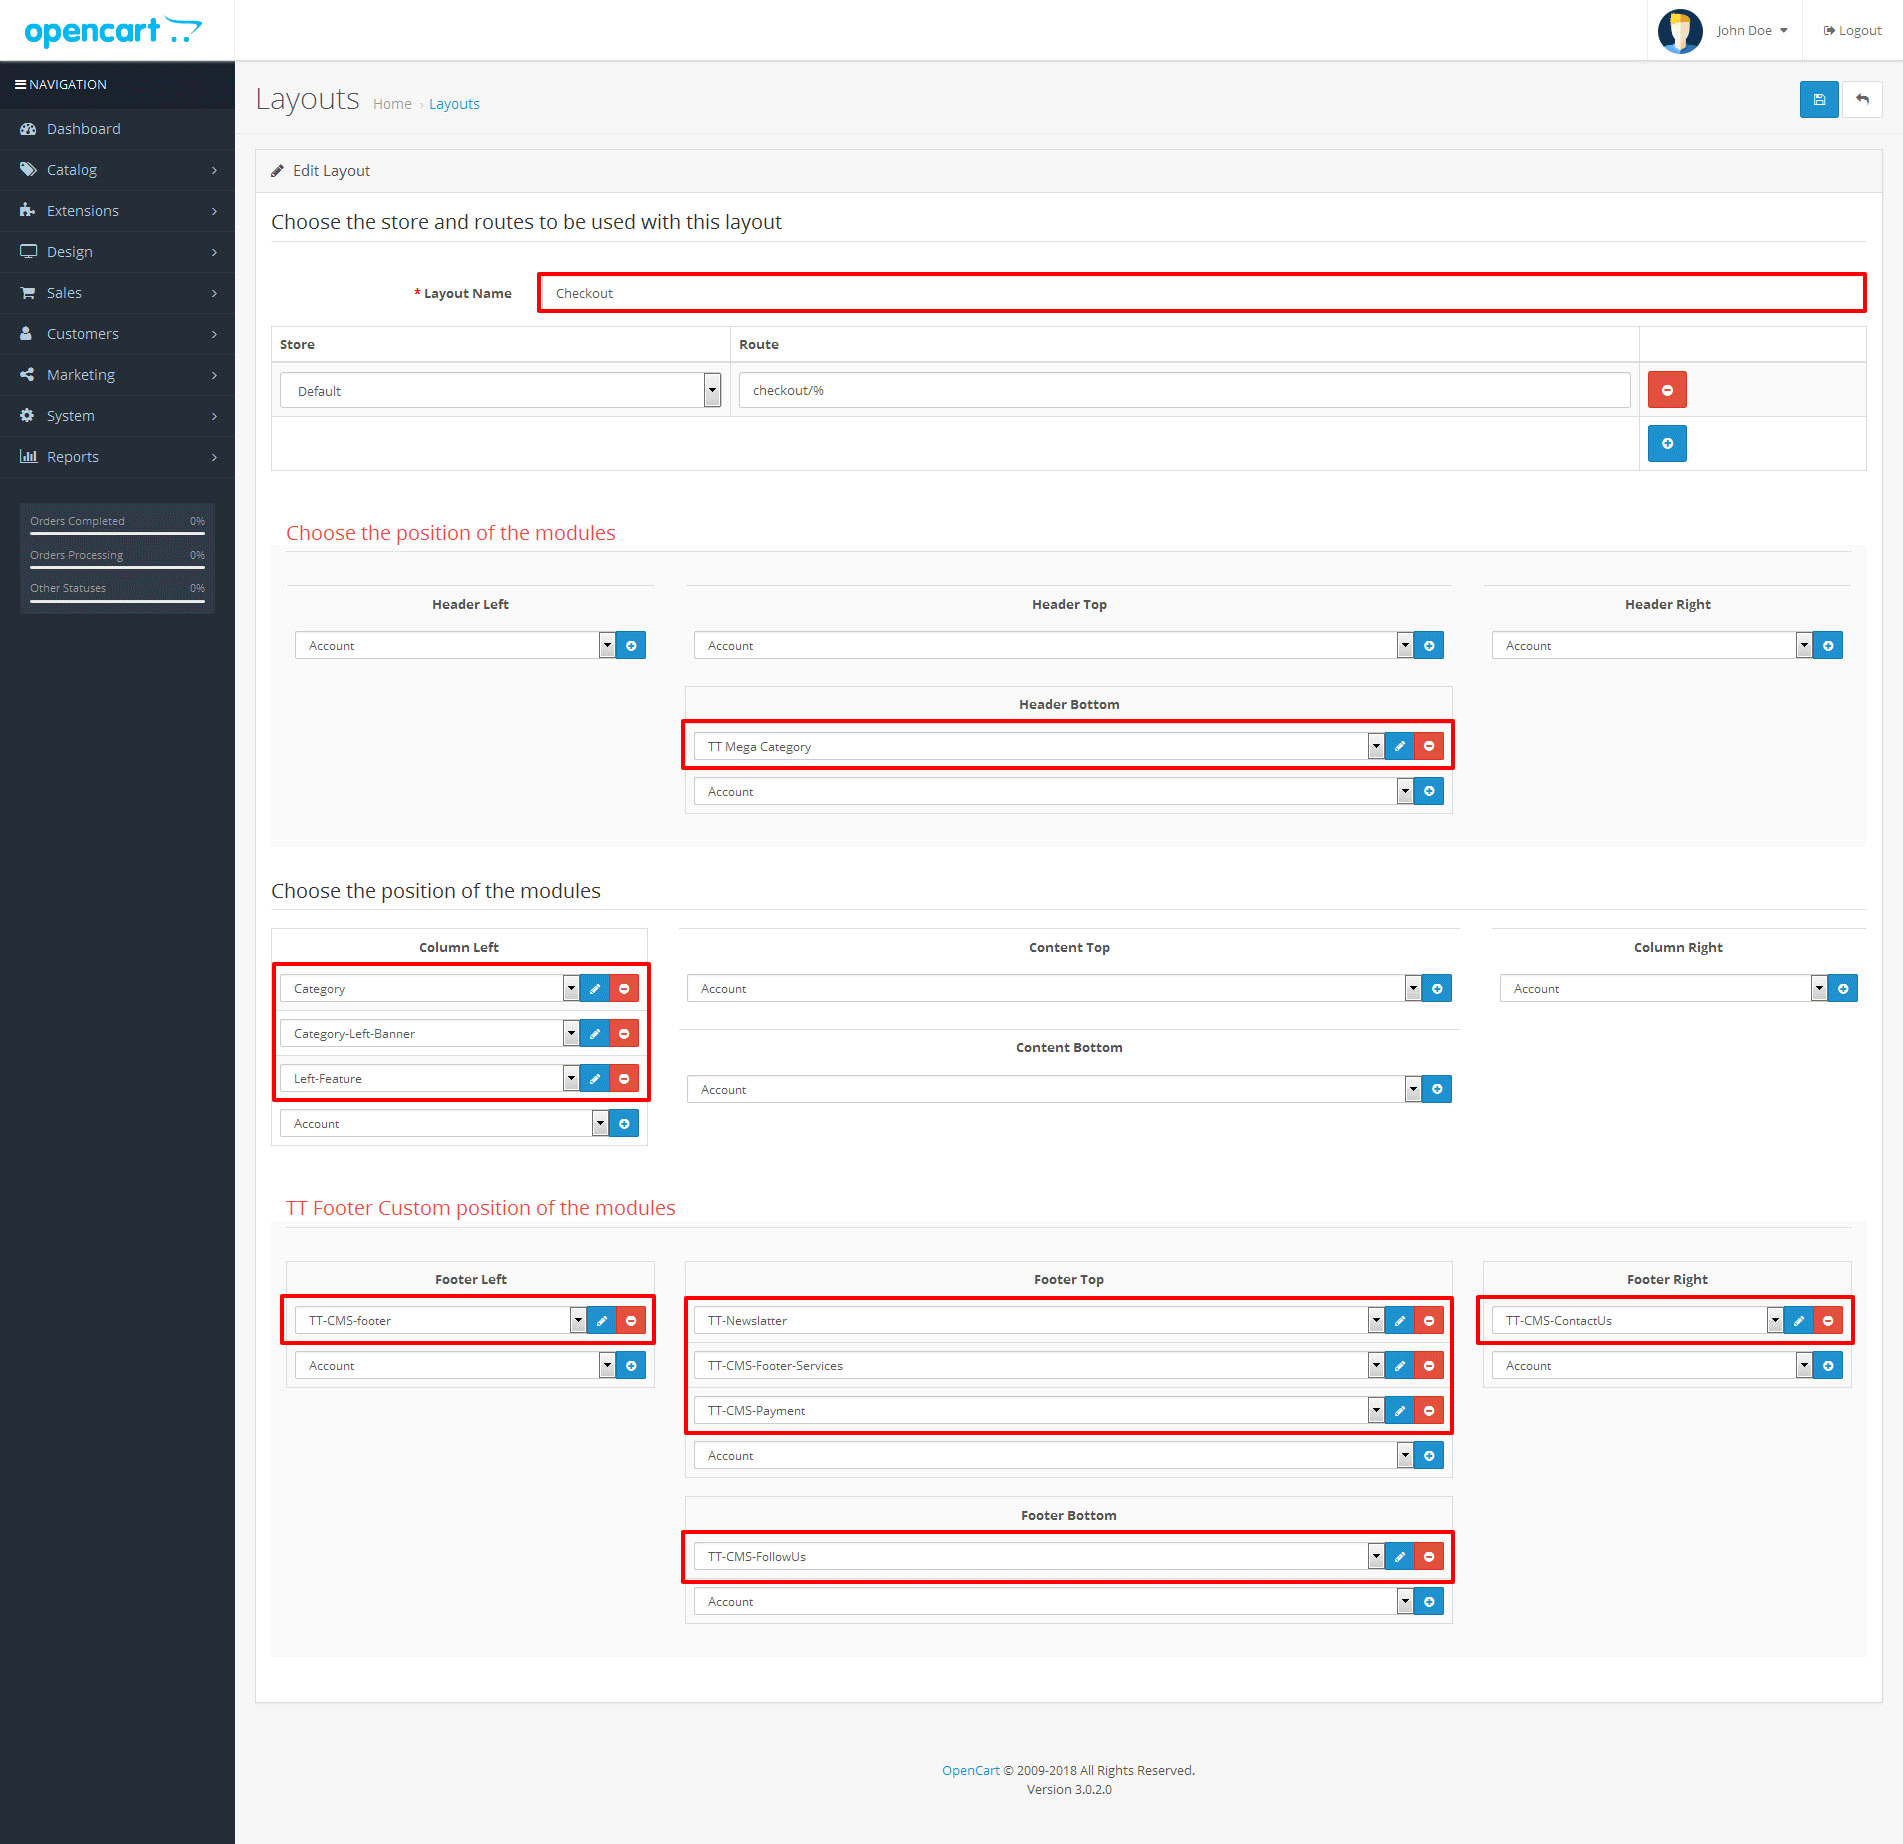 opencart
John Doe
Logout
NAVIGATION
Dashboard
Catalog
Extensions
Design
Sales
Customers
Marketing
System
Reports
Orders Completed 0%
Orders Processing 0%
Other Statuses 0%
Layouts Home › Layouts
Edit Layout
Choose the store and routes to be used with this layout
* Layout Name Checkout
Store Route
Default checkout/%
Choose the position of the modules
Header Left Header Top Header Right
Account Account Account
Header Bottom
TT Mega Category
Account
Choose the position of the modules
Column Left Content Top Column Right
Category Account Account
Category-Left-Banner
Content Bottom
Left-Feature
Account
Account
TT Footer Custom position of the modules
Footer Left Footer Top Footer Right
TT-CMS-footer TT-Newslatter TT-CMS-ContactUs
Account TT-CMS-Footer-Services Account
TT-CMS-Payment
Account
Footer Bottom
TT-CMS-FollowUs
Account
OpenCart © 2009-2018 All Rights Reserved.
Version 3.0.2.0